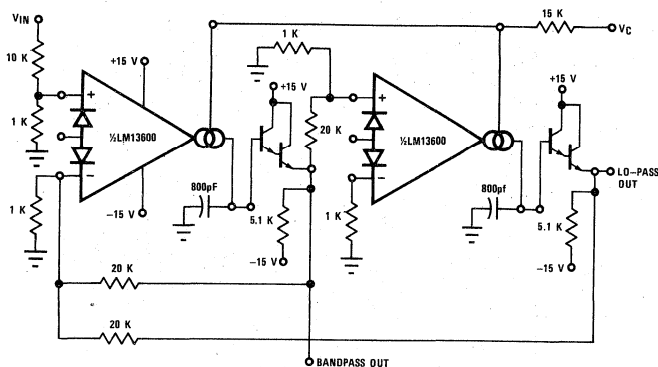 VIN
10 K
1 K
+15 V
+
½LM13600
−
−15 V
1 K
800pF
+15 V
5.1 K
−15 V
20 K
20 K
BANDPASS OUT
1 K
20 K
+
½LM13600
−
1 K
15 K
VC
800pf
+15 V
5.1 K
−15 V
LO-PASS
OUT